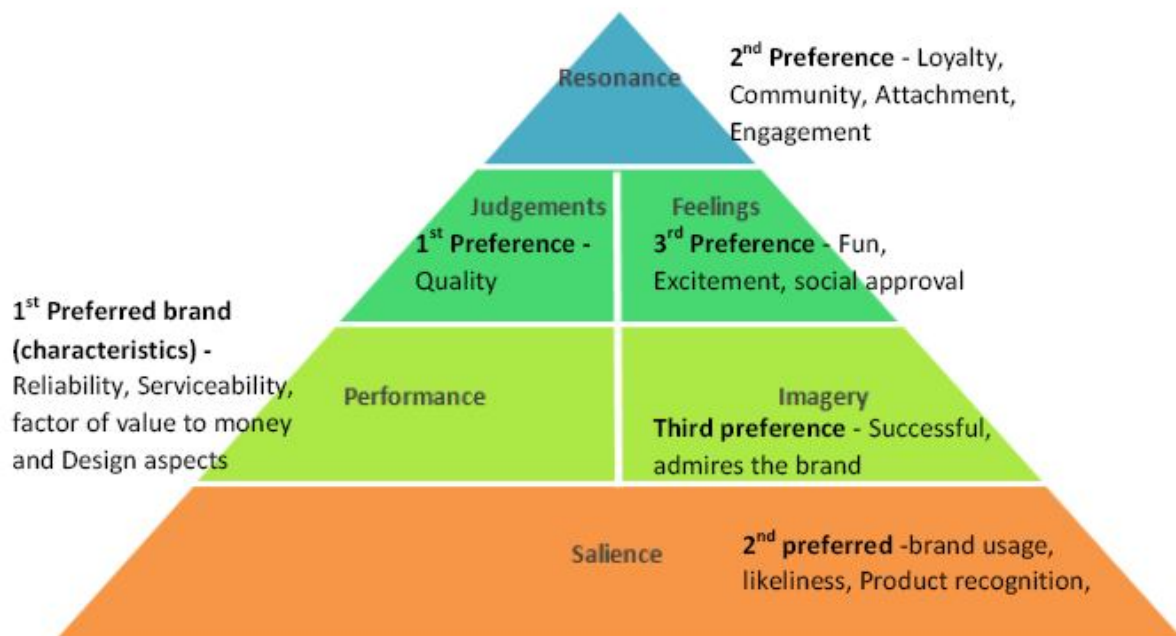 Resonance
2nd Preference - Loyalty,
Community, Attachment,
Engagement
Judgements
1st Preference -
Quality
Feelings
3rd Preference - Fun,
Excitement, social approval
1st Preferred brand
(characteristics) -
Reliability, Serviceability,
factor of value to money
and Design aspects
Performance
Imagery
Third preference - Successful,
admires the brand
Salience
2nd preferred -brand usage,
likeliness, Product recognition,